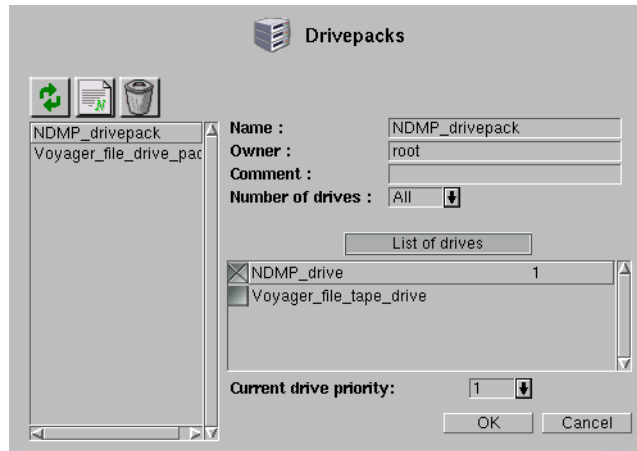 Drivepacks
N
NDMP_drivepack
Voyager_file_drive_pac
Name :
NDMP_drivepack
Owner :
root
Comment :
Number of drives :
All
List of drives
NDMP_drive 1
Voyager_file_tape_drive
Current drive priority:
1
OK
Cancel